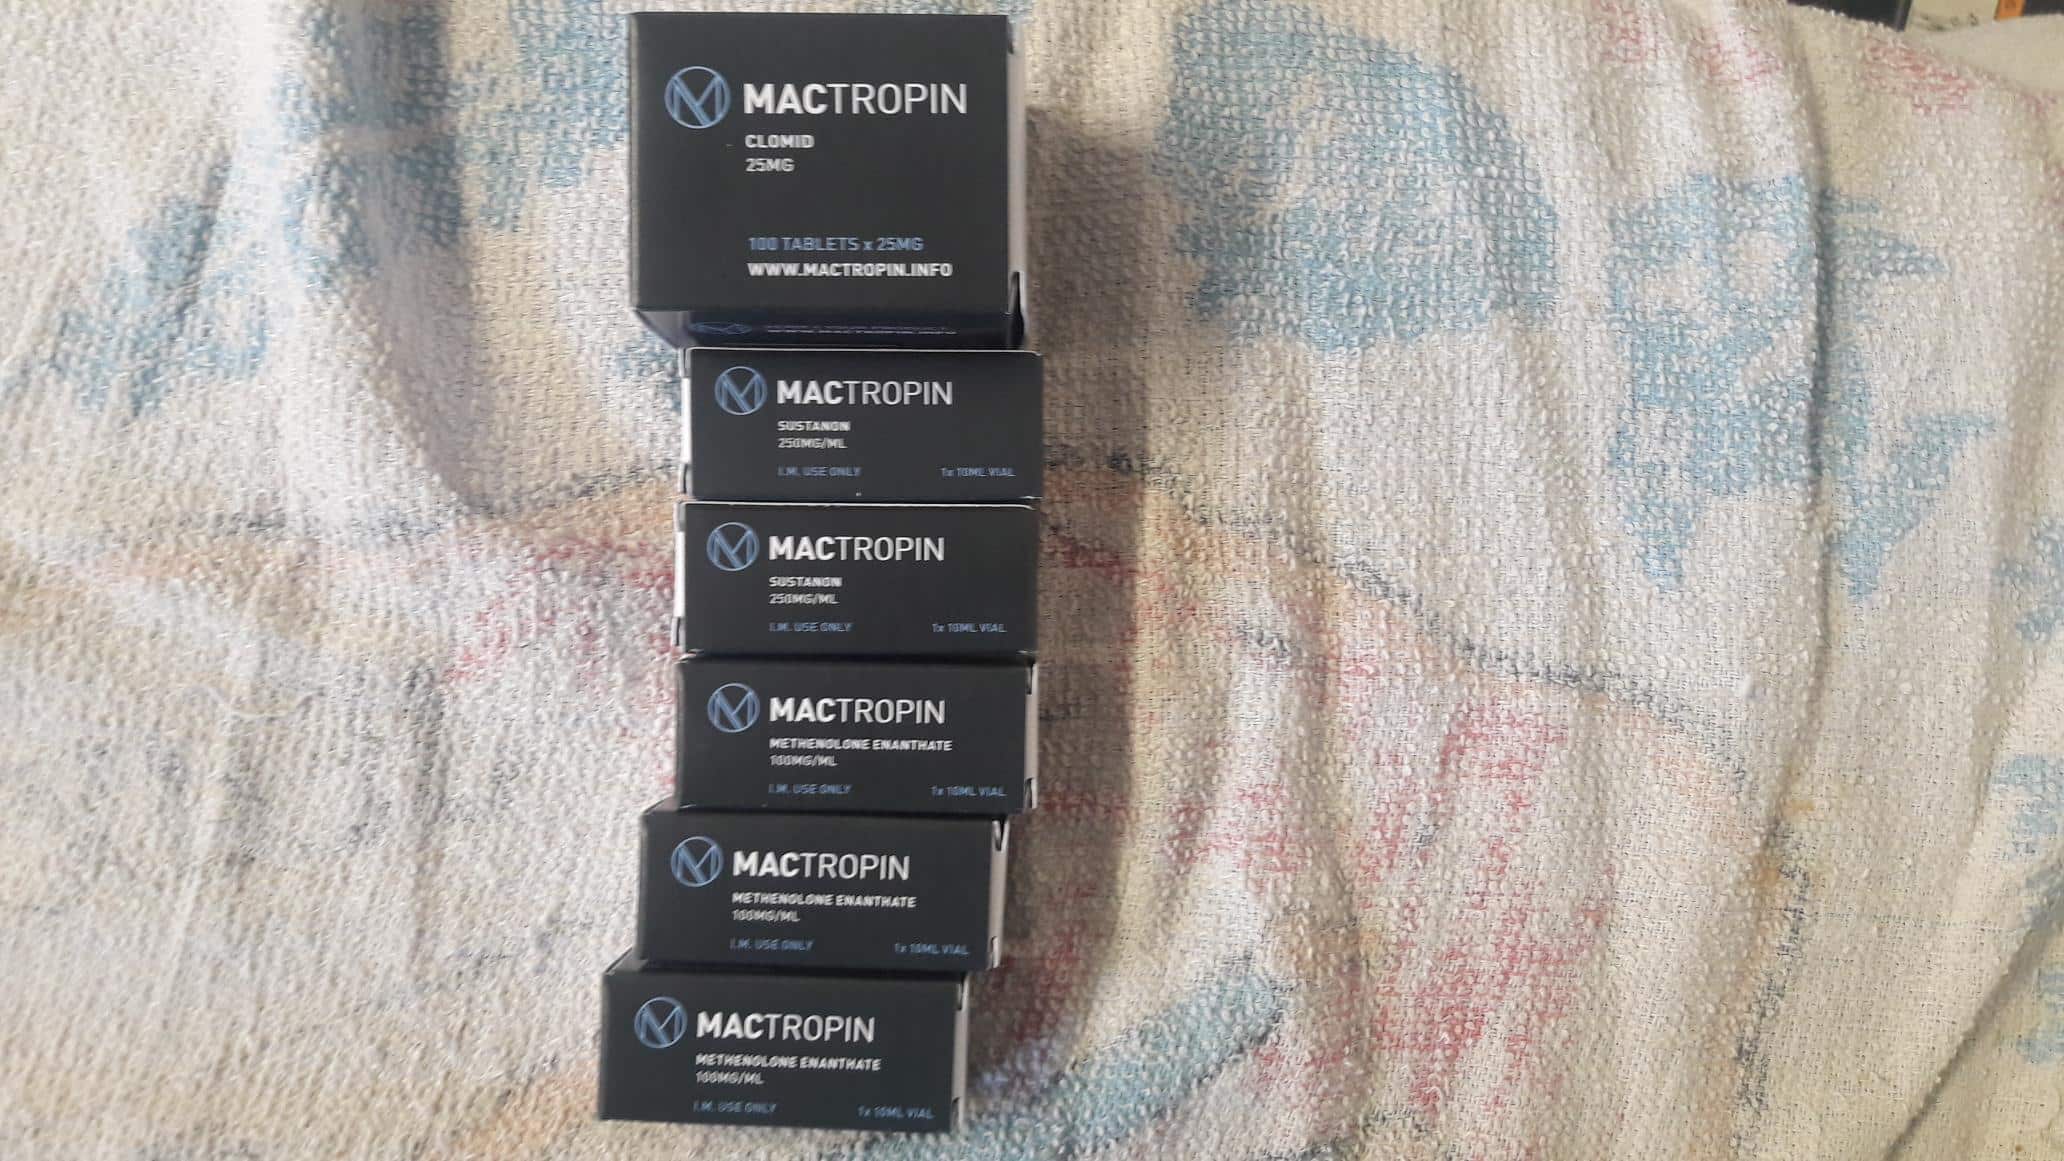 MACTROPIN
CLOMID
25MG
100 TABLETS x 25MG
WWW.MACTROPIN.INFO
MACTROPIN
SUSTANON
250MG/ML
I.M. USE ONLY 1x 10ML VIAL
MACTROPIN
SUSTANON
250MG/ML
I.M. USE ONLY 1x 10ML VIAL
MACTROPIN
METHENOLONE ENANTHATE
100MG/ML
I.M. USE ONLY 1x 10ML VIAL
MACTROPIN
METHENOLONE ENANTHATE
100MG/ML
I.M. USE ONLY 1x 10ML VIAL
MACTROPIN
METHENOLONE ENANTHATE
100MG/ML
I.M. USE ONLY 1x 10ML VIAL